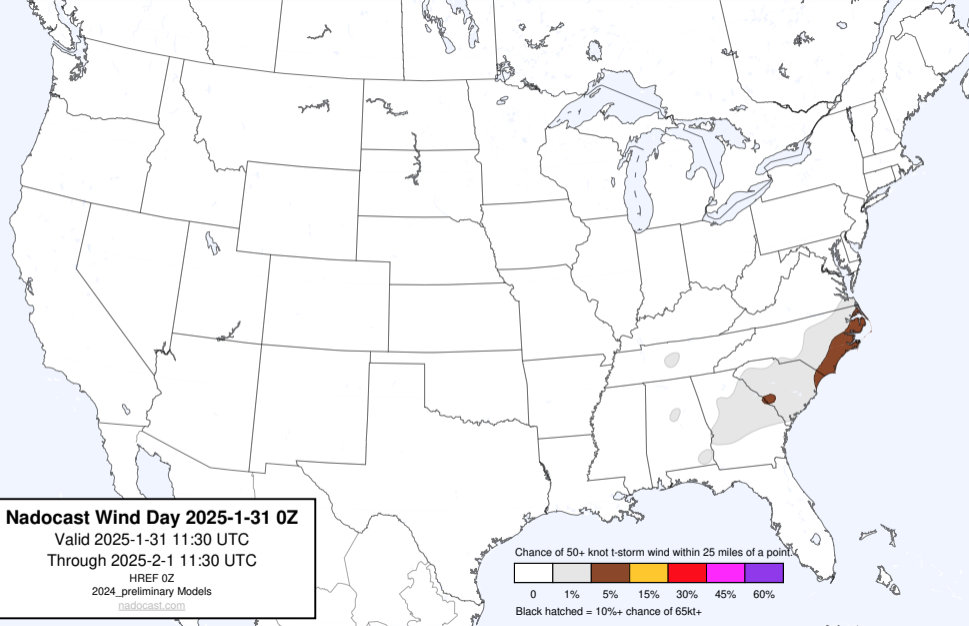 Nadocast Wind Day 2025-1-31 0Z
Valid 2025-1-31 11:30 UTC
Through 2025-2-1 11:30 UTC
HREF 0Z
2024_preliminary Models
nadocast.com
Chance of 50+ knot t-storm wind within 25 miles of a point.
0 1% 5% 15% 30% 45% 60%
Black hatched = 10%+ chance of 65kt+